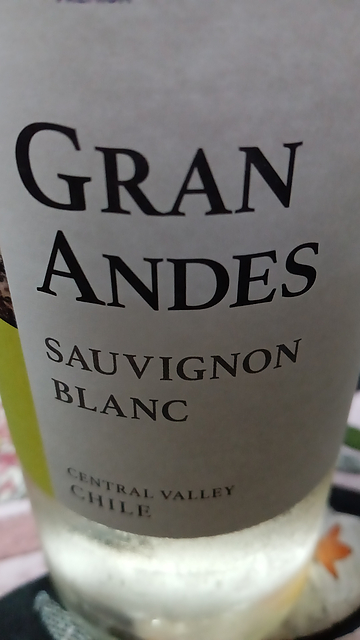 GRAN
ANDES
SAUVIGNON
BLANC
CENTRAL VALLEY
CHILE